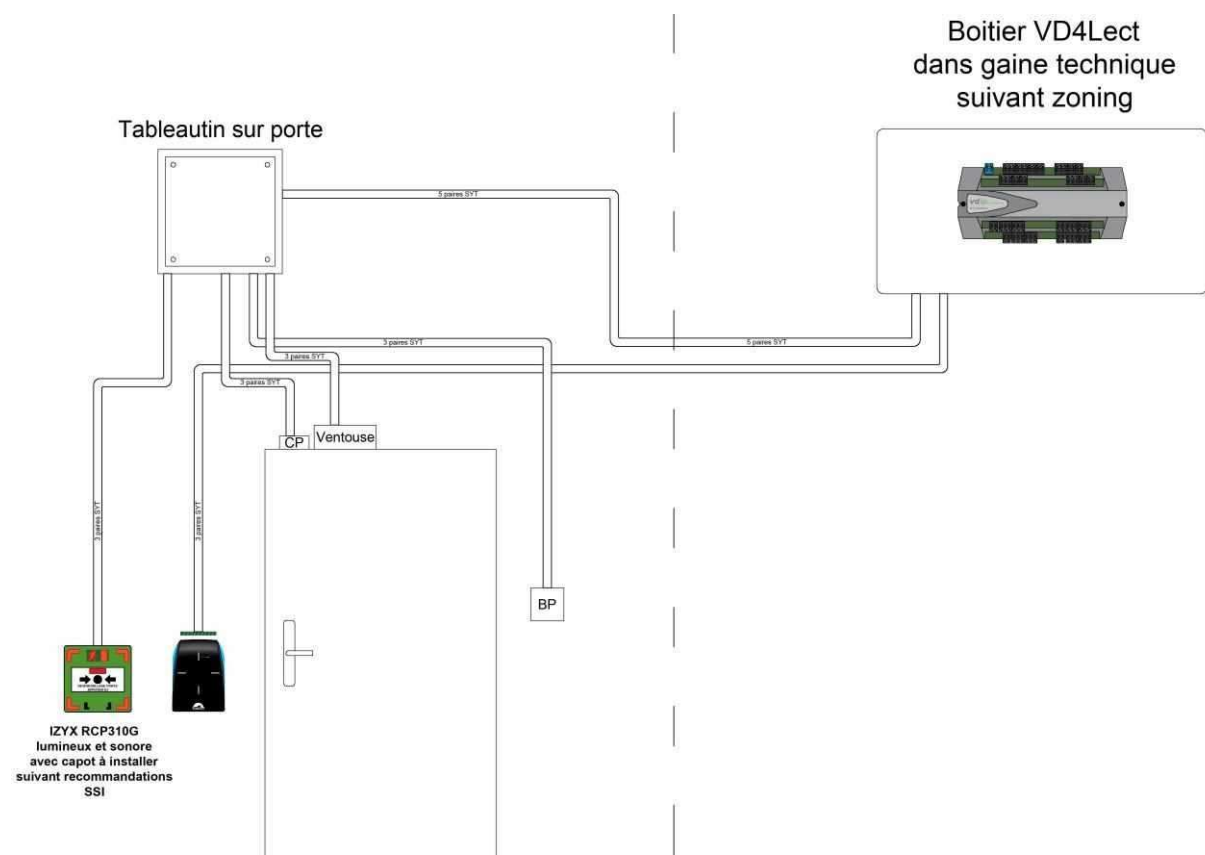 Boitier VD4Lect
dans gaine technique
suivant zoning
Tableautin sur porte
5 paires SYT
3 paires SYT
5 paires SYT
3 paires SYT
3 paires SYT
CP
Ventouse
3 paires SYT
3 paires SYT
BP
IZYX RCP310G
lumineux et sonore
avec capot à installer
suivant recommandations
SSI